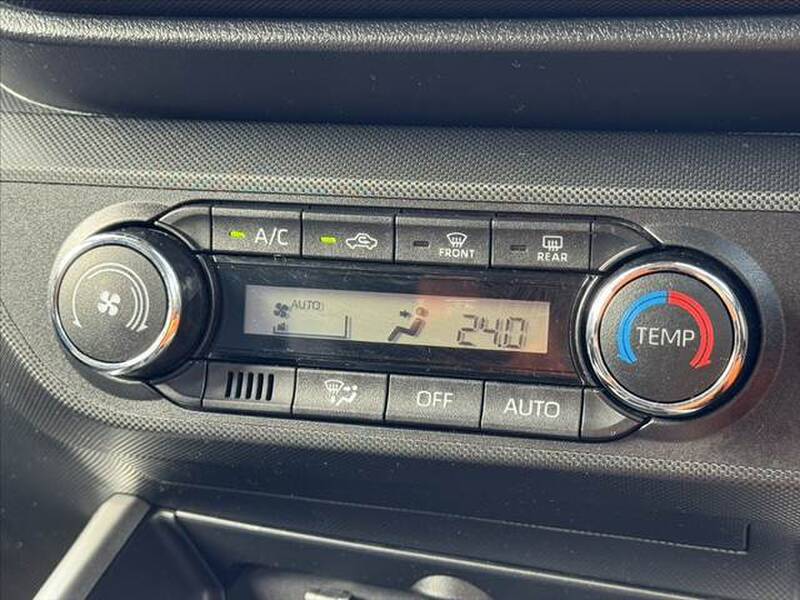 A/C
FRONT
REAR
AUTO
24.0
TEMP
OFF
AUTO